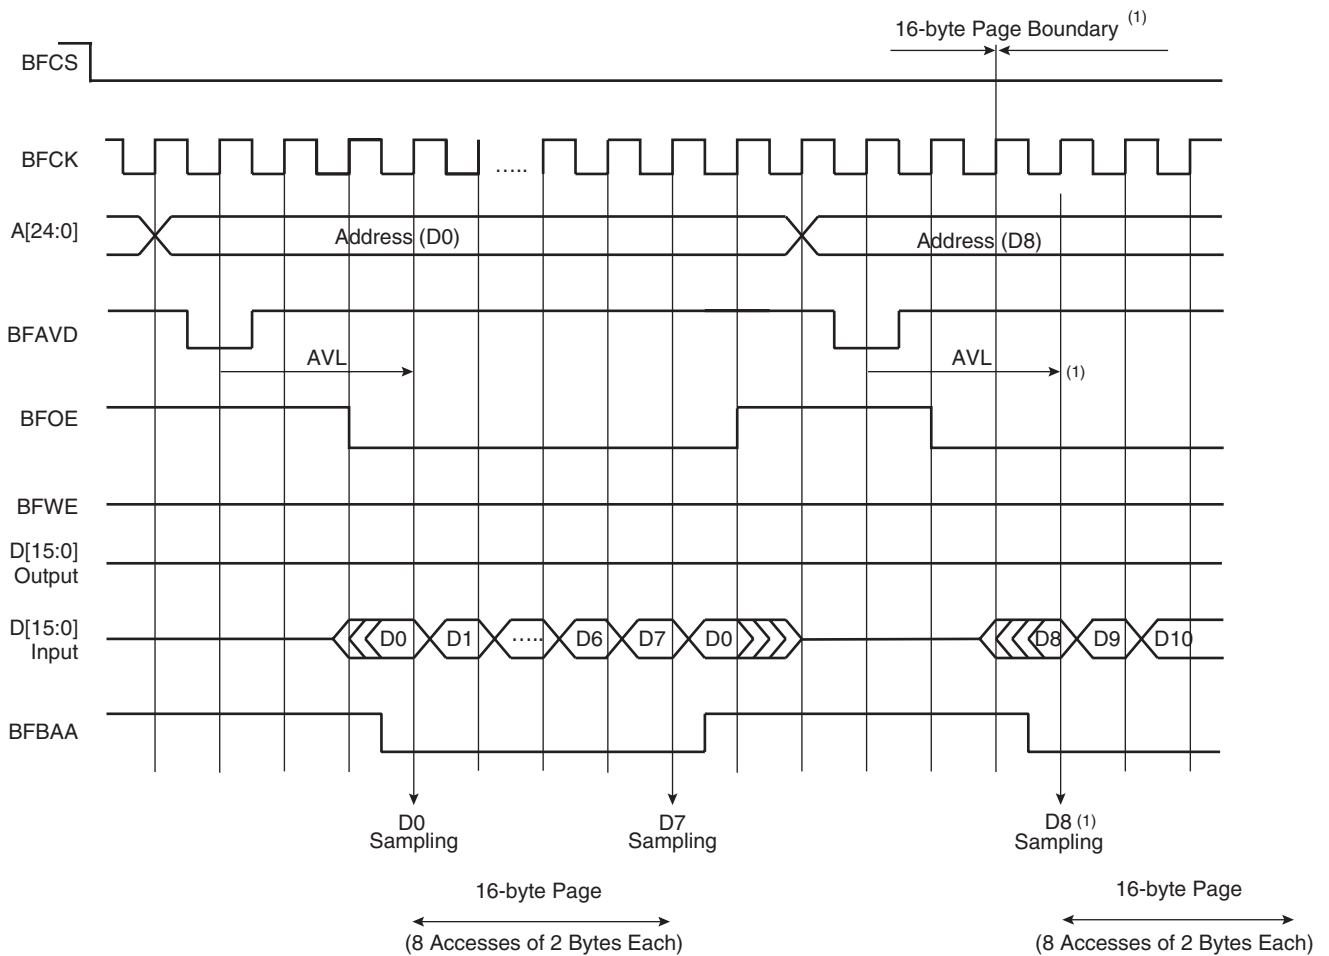 16-byte Page Boundary (1)
BFCS
BFCK
.....
A[24:0]
Address (D0)
Address (D8)
BFAVD
AVL
AVL
(1)
BFOE
BFWE
D[15:0]
Output
D[15:0]
Input
D0
D1
.....
D6
D7
D0
D8
D9
D10
BFBAA
D0
Sampling
D7
Sampling
D8 (1)
Sampling
16-byte Page
(8 Accesses of 2 Bytes Each)
16-byte Page
(8 Accesses of 2 Bytes Each)